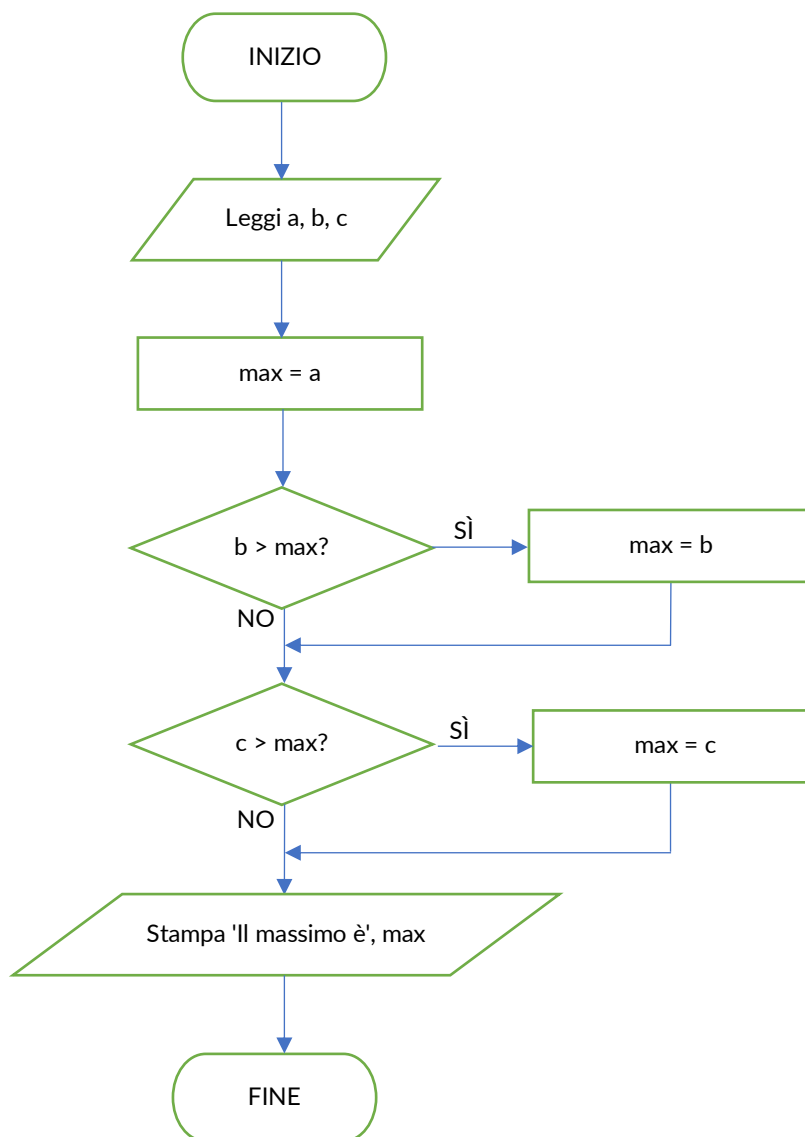 INIZIO
Leggi a, b, c
max = a
b > max?
SÌ
max = b
NO
c > max?
SÌ
max = c
NO
Stampa 'Il massimo è', max
FINE